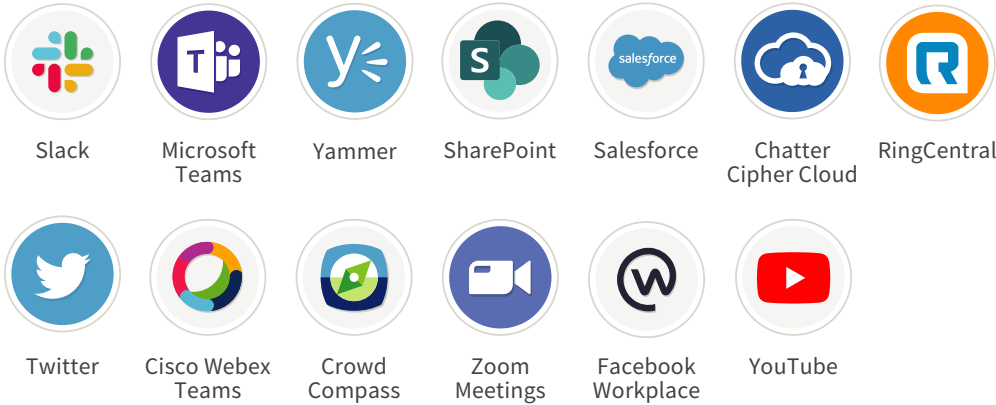 T
y
S
salesforce
R
Slack
Microsoft
Teams
Yammer
SharePoint
Salesforce
Chatter
Cipher Cloud
RingCentral
W
Twitter
Cisco Webex
Teams
Crowd
Compass
Zoom
Meetings
Facebook
Workplace
YouTube